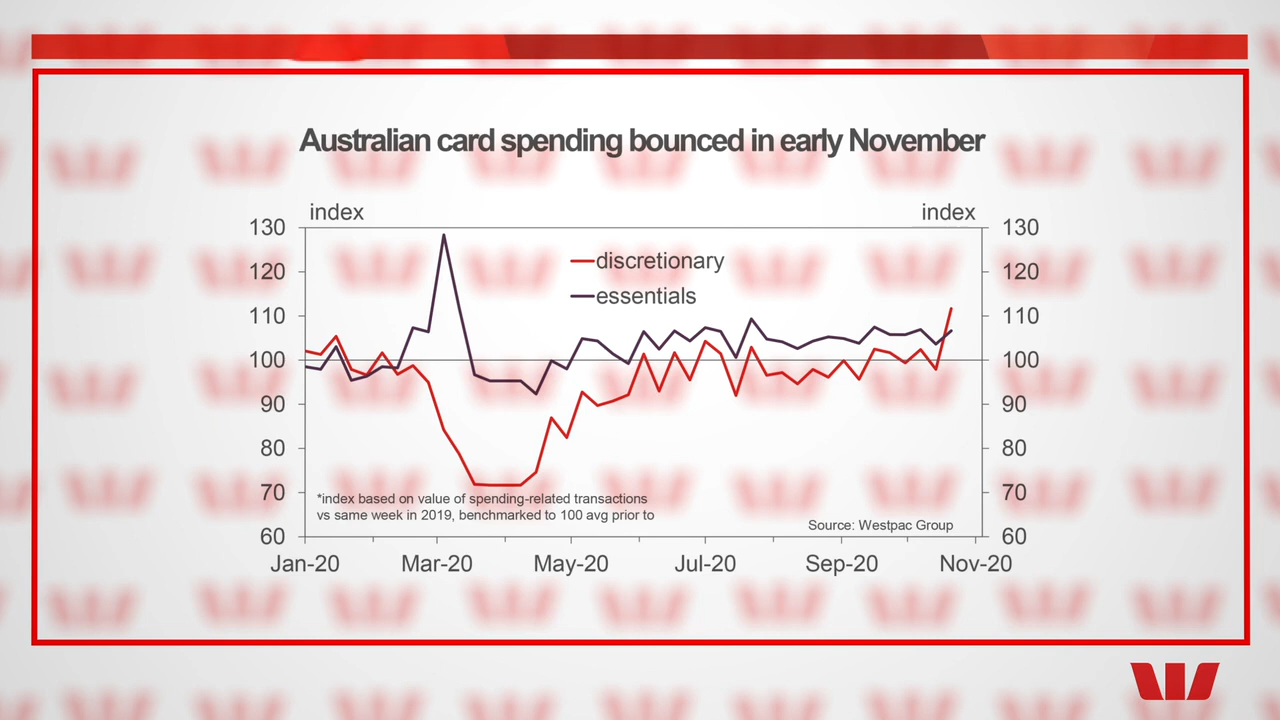 Australian card spending bounced in early November
index index
130 130
discretionary
120 120
essentials
110 110
100 100
90 90
80 80
70 70
*index based on value of spending-related transactions
vs same week in 2019, benchmarked to 100 avg prior to
Source: Westpac Group
60 60
Jan-20 Mar-20 May-20 Jul-20 Sep-20 Nov-20